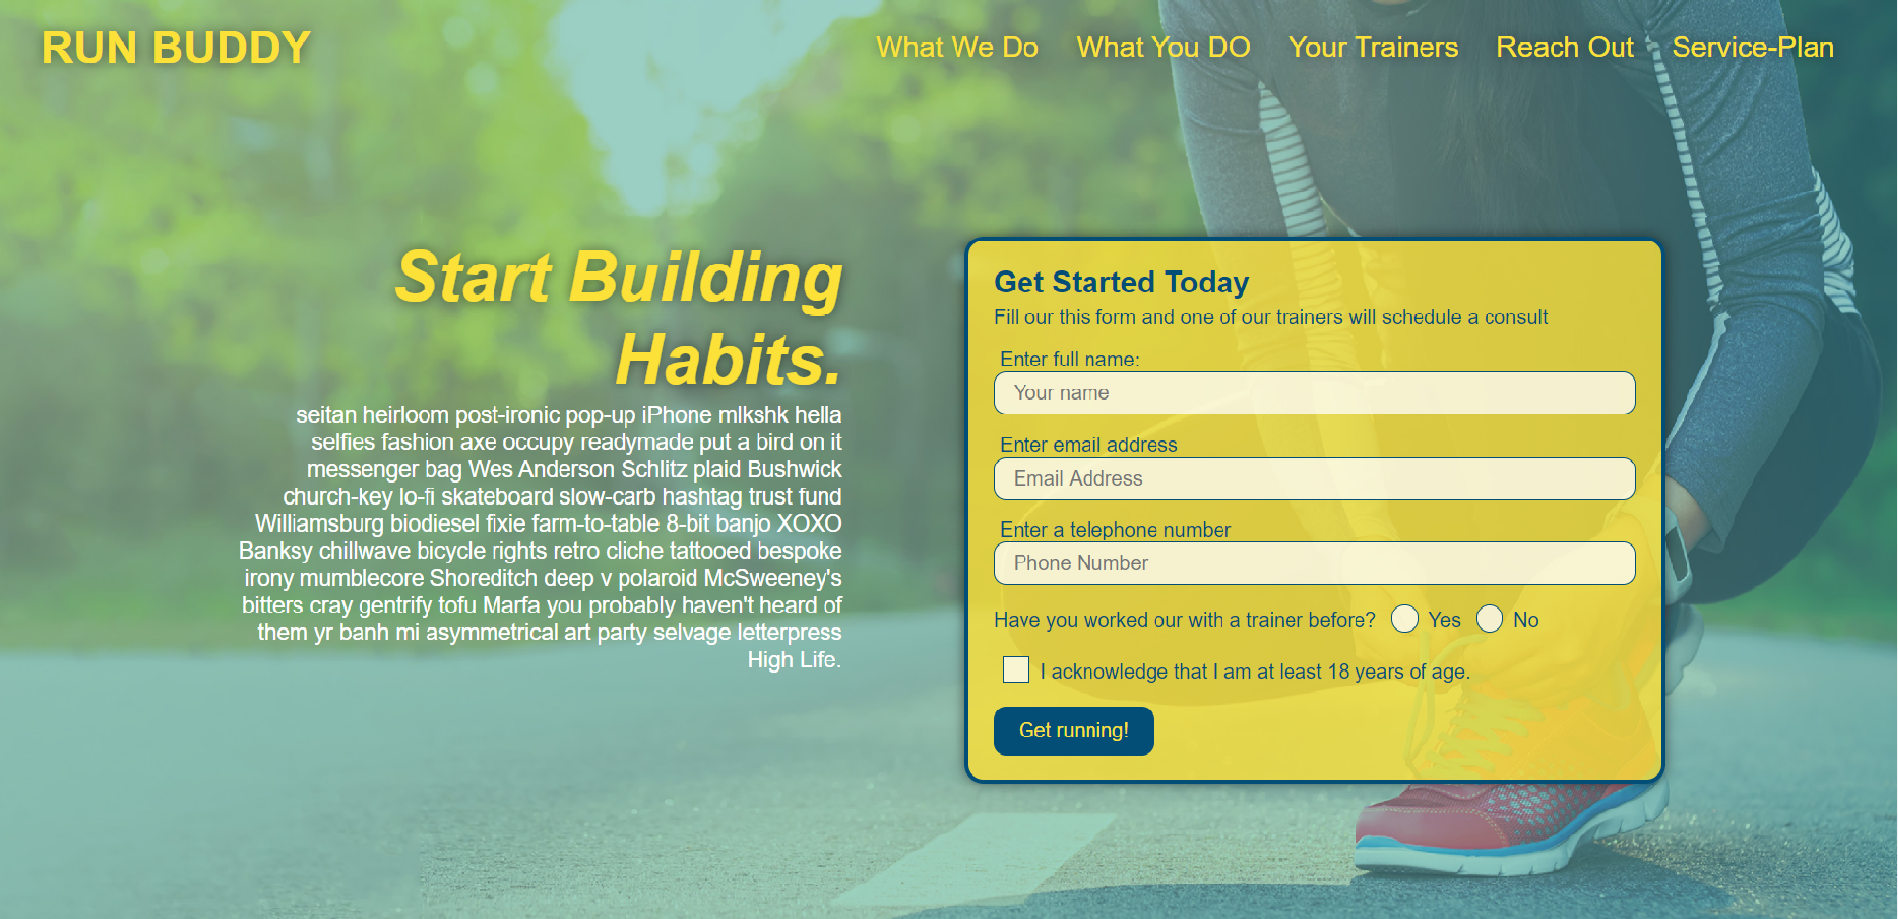 RUN BUDDY
What We Do What You DO Your Trainers Reach Out Service-Plan
Start Building
Habits.
seitan heirloom post-ironic pop-up iPhone mlkshk hella
selfies fashion axe occupy readymade put a bird on it
messenger bag Wes Anderson Schlitz plaid Bushwick
church-key lo-fi skateboard slow-carb hashtag trust fund
Williamsburg biodiesel fixie farm-to-table 8-bit banjo XOXO
Banksy chillwave bicycle rights retro cliche tattooed bespoke
irony mumblecore Shoreditch deep v polaroid McSweeney's
bitters cray gentrify tofu Marfa you probably haven't heard of
them yr banh mi asymmetrical art party selvage letterpress
High Life.
Get Started Today
Fill our this form and one of our trainers will schedule a consult
Enter full name:
Your name
Enter email address
Email Address
Enter a telephone number
Phone Number
Have you worked our with a trainer before? Yes No
I acknowledge that I am at least 18 years of age.
Get running!